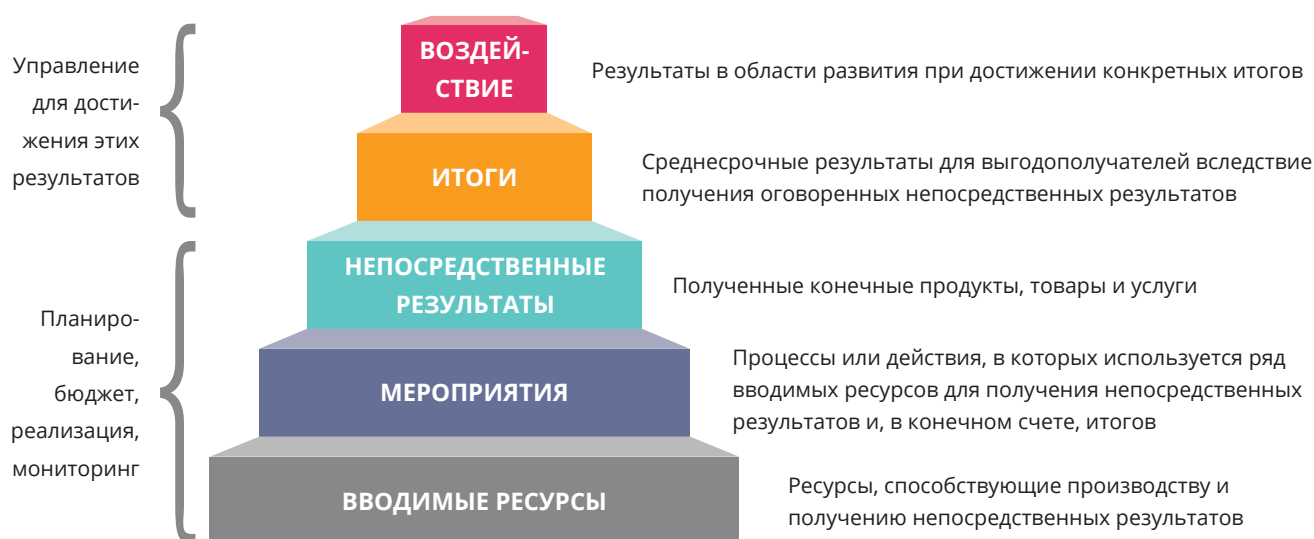 Управление
для дости-
жения этих
результатов
ВОЗДЕЙ-
СТВИЕ
Результаты в области развития при достижении конкретных итогов
ИТОГИ
Среднесрочные результаты для выгодополучателей вследствие
получения оговоренных непосредственных результатов
Планиро-
вание,
бюджет,
реализация,
мониторинг
НЕПОСРЕДСТВЕННЫЕ
РЕЗУЛЬТАТЫ
Полученные конечные продукты, товары и услуги
МЕРОПРИЯТИЯ
Процессы или действия, в которых используется ряд
вводимых ресурсов для получения непосредственных
результатов и, в конечном счете, итогов
ВВОДИМЫЕ РЕСУРСЫ
Ресурсы, способствующие производству и
получению непосредственных результатов